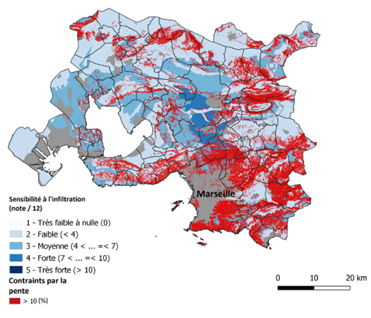 Marseille
Sensibilité à l'infiltration
(note / 12)
1 - Très faible à nulle (0)
2 - Faible (< 4)
3 - Moyenne (4 < ... =< 7)
4 - Forte (7 < ... =< 10)
5 - Très forte (> 10)
Contraints par la
pente
> 10 (%)
0 10 20 km